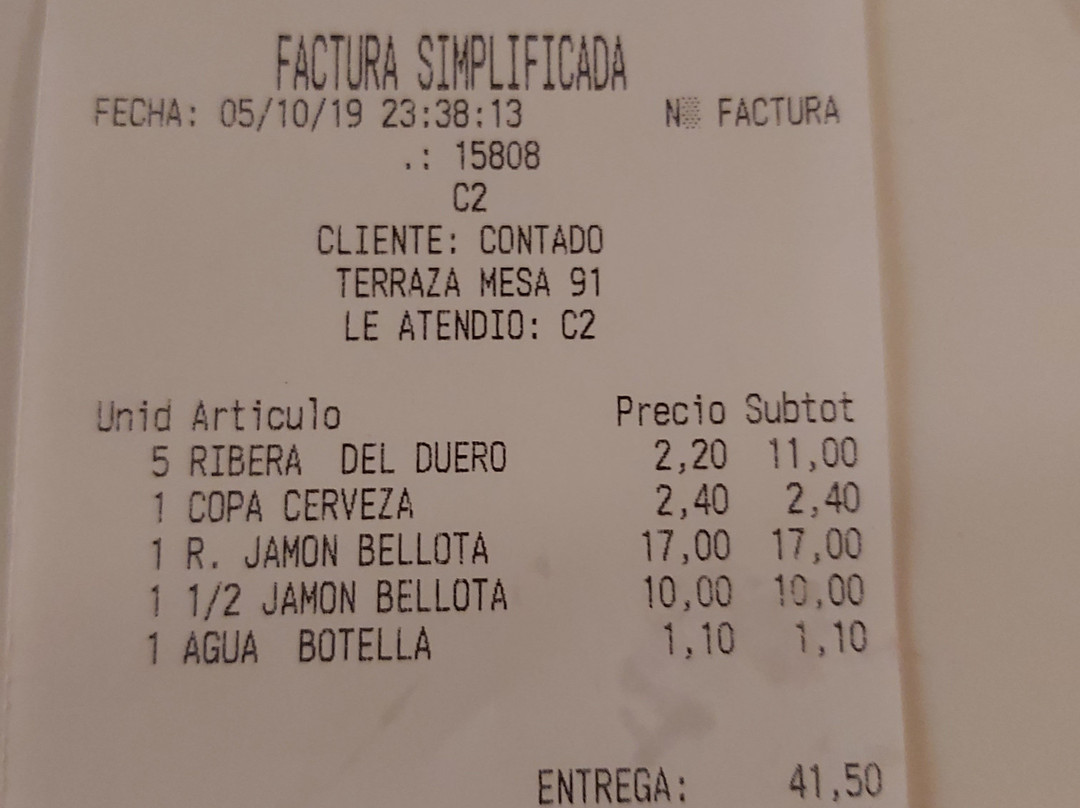 FACTURA SIMPLIFICADA
FECHA: 05/10/19 23:38:13 N▒ FACTURA
.: 15808
C2
CLIENTE: CONTADO
TERRAZA MESA 91
LE ATENDIO: C2
Unid Articulo Precio Subtot
5 RIBERA DEL DUERO 2,20 11,00
1 COPA CERVEZA 2,40 2,40
1 R. JAMON BELLOTA 17,00 17,00
1 1/2 JAMON BELLOTA 10,00 10,00
1 AGUA BOTELLA 1,10 1,10
ENTREGA: 41,50